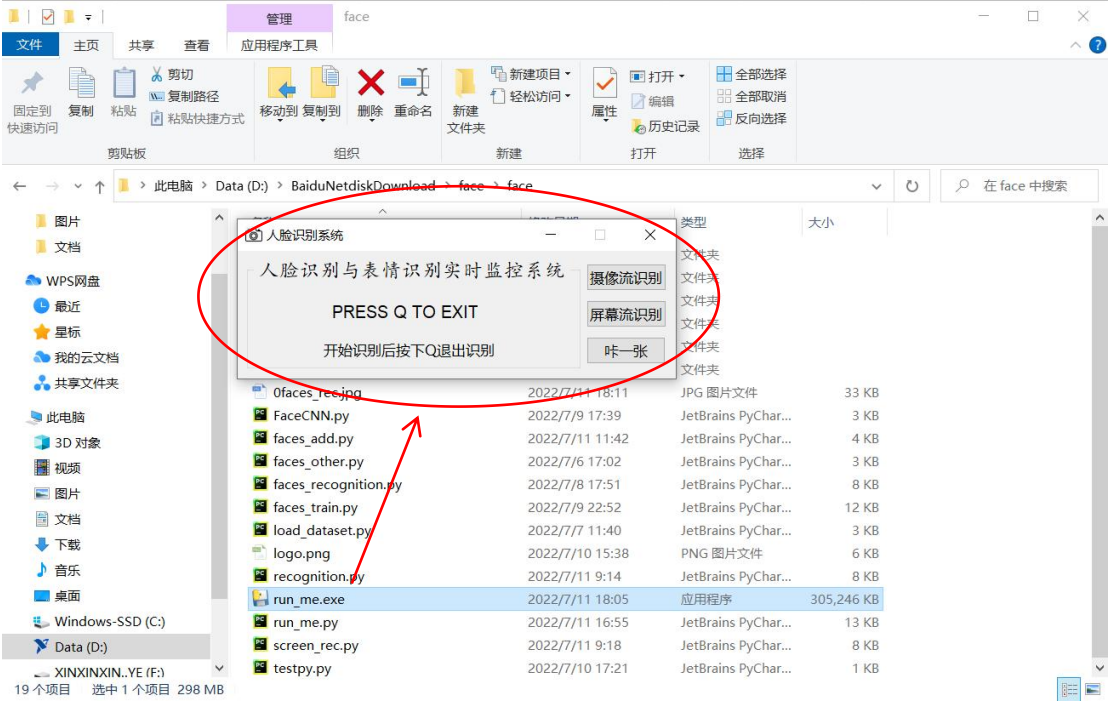 管理
face
文件
主页
共享
查看
应用程序工具
固定到快速访问
复制
粘贴
剪切
复制路径
粘贴快捷方式
移动到
复制到
删除
重命名
新建文件夹
新建项目
轻松访问
属性
打开
编辑
历史记录
全部选择
全部取消
反向选择
剪贴板
组织
新建
打开
选择
此电脑 > Data (D:) > BaiduNetdiskDownload > face > face
在 face 中搜索
图片
文档
WPS网盘
最近
星标
我的云文档
共享文件夹
此电脑
3D 对象
视频
图片
文档
下载
音乐
桌面
Windows-SSD (C:)
Data (D:)
XINXINXIN..YE (F:)
类型
大小
人脸识别系统
人脸识别与表情识别实时监控系统
PRESS Q TO EXIT
开始识别后按下Q退出识别
摄像流识别
屏幕流识别
咔一张
文件夹
文件夹
文件夹
文件夹
文件夹
文件夹
0faces_rec.jpg 2022/7/11 18:11 JPG 图片文件 33 KB
FaceCNN.py 2022/7/9 17:39 JetBrains PyChar... 3 KB
faces_add.py 2022/7/11 11:42 JetBrains PyChar... 4 KB
faces_other.py 2022/7/6 17:02 JetBrains PyChar... 3 KB
faces_recognition.py 2022/7/8 17:51 JetBrains PyChar... 8 KB
faces_train.py 2022/7/9 22:52 JetBrains PyChar... 12 KB
load_dataset.py 2022/7/7 11:40 JetBrains PyChar... 3 KB
logo.png 2022/7/10 15:38 PNG 图片文件 6 KB
recognition.py 2022/7/11 9:14 JetBrains PyChar... 8 KB
run_me.exe 2022/7/11 18:05 应用程序 305,246 KB
run_me.py 2022/7/11 16:55 JetBrains PyChar... 13 KB
screen_rec.py 2022/7/11 9:18 JetBrains PyChar... 8 KB
testpy.py 2022/7/10 17:21 JetBrains PyChar... 1 KB
19 个项目 选中 1 个项目 298 MB